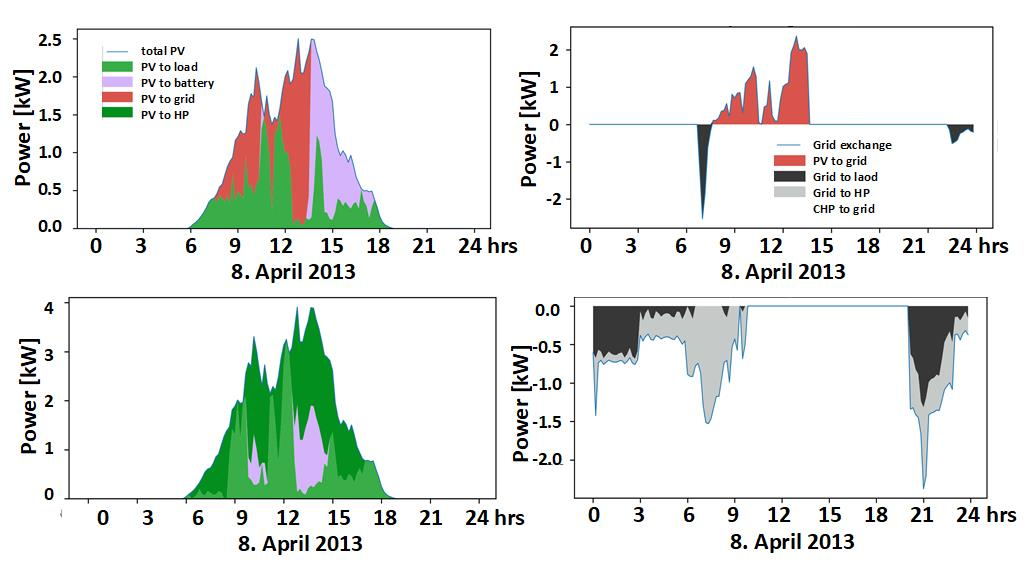 2.5
2.0
1.5
1.0
0.5
0.0
Power [kW]
total PV
PV to load
PV to battery
PV to grid
PV to HP
0 3 6 9 12 15 18 21 24 hrs
8. April 2013
2
1
0
-1
-2
Power [kW]
Grid exchange
PV to grid
Grid to laod
Grid to HP
CHP to grid
0 3 6 9 12 15 18 21 24 hrs
8. April 2013
4
3
2
1
0
Power [kW]
0 3 6 9 12 15 18 21 24 hrs
8. April 2013
0.0
-0.5
-1.0
-1.5
-2.0
Power [kW]
0 3 6 9 12 15 18 21 24 hrs
8. April 2013